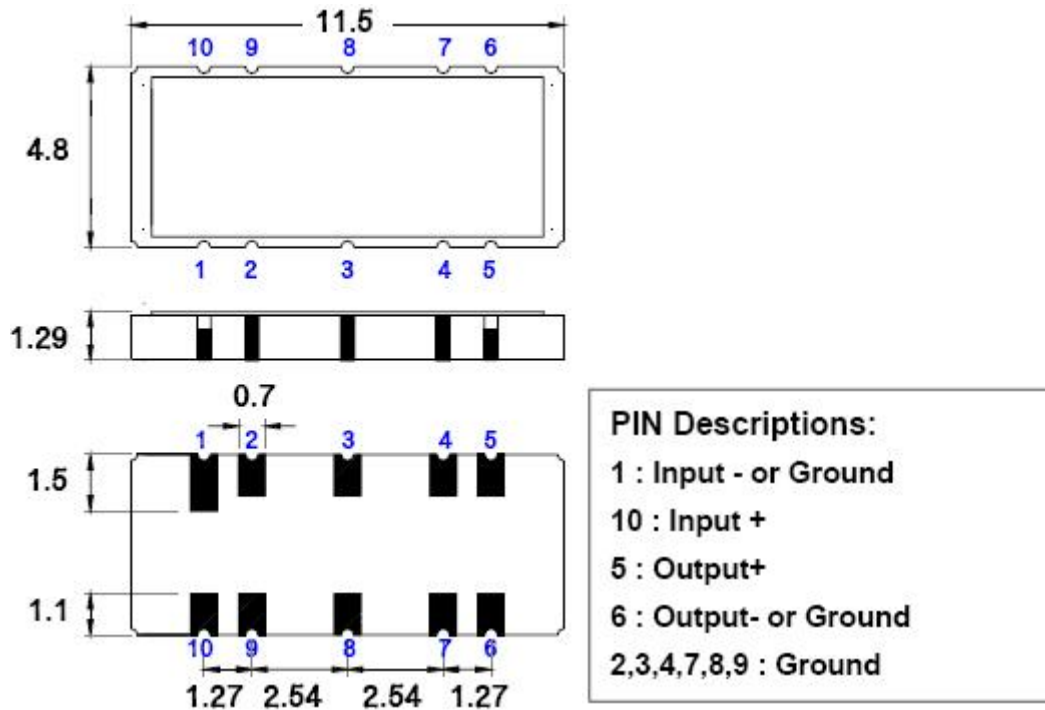 11.5
10 9 8 7 6
4.8
1 2 3 4 5
1.29
0.7
1 2 3 4 5
1.5
1.1
10 9 8 7 6
1.27 2.54 2.54 1.27
PIN Descriptions:
1 : Input - or Ground
10 : Input +
5 : Output+
6 : Output- or Ground
2,3,4,7,8,9 : Ground